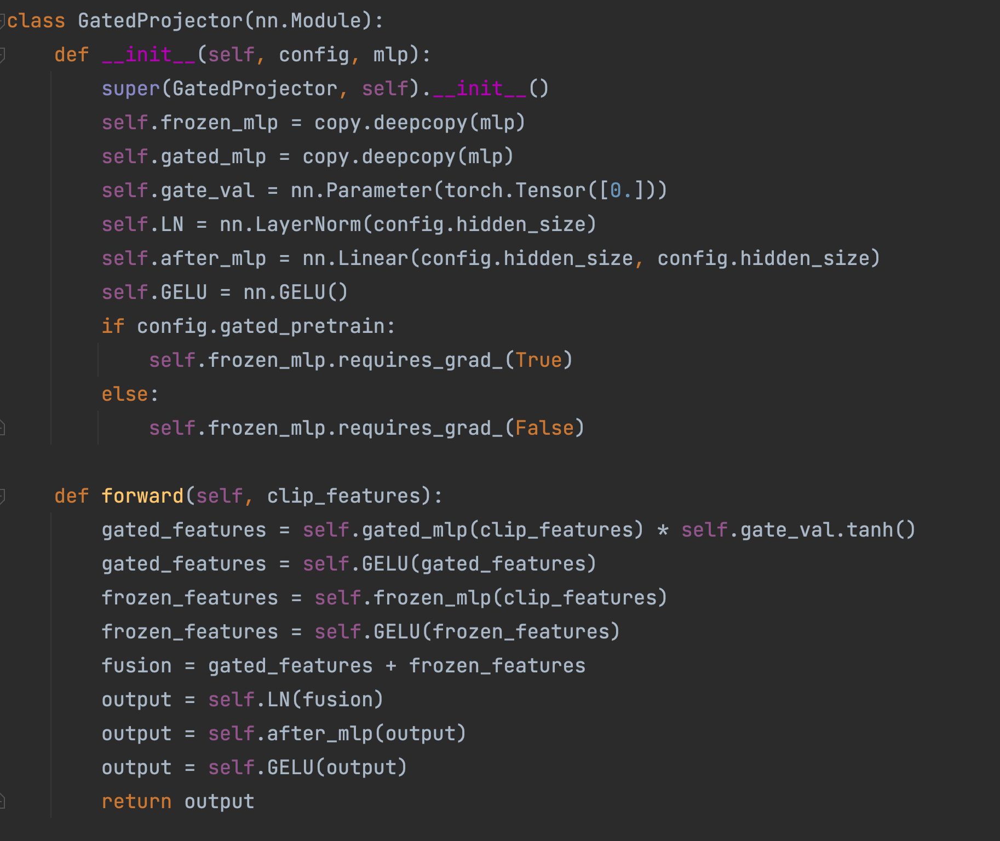 class GatedProjector(nn.Module):
    def __init__(self, config, mlp):
        super(GatedProjector, self).__init__()
        self.frozen_mlp = copy.deepcopy(mlp)
        self.gated_mlp = copy.deepcopy(mlp)
        self.gate_val = nn.Parameter(torch.Tensor([0.]))
        self.LN = nn.LayerNorm(config.hidden_size)
        self.after_mlp = nn.Linear(config.hidden_size, config.hidden_size)
        self.GELU = nn.GELU()
        if config.gated_pretrain:
            self.frozen_mlp.requires_grad_(True)
        else:
            self.frozen_mlp.requires_grad_(False)

    def forward(self, clip_features):
        gated_features = self.gated_mlp(clip_features) * self.gate_val.tanh()
        gated_features = self.GELU(gated_features)
        frozen_features = self.frozen_mlp(clip_features)
        frozen_features = self.GELU(frozen_features)
        fusion = gated_features + frozen_features
        output = self.LN(fusion)
        output = self.after_mlp(output)
        output = self.GELU(output)
        return output